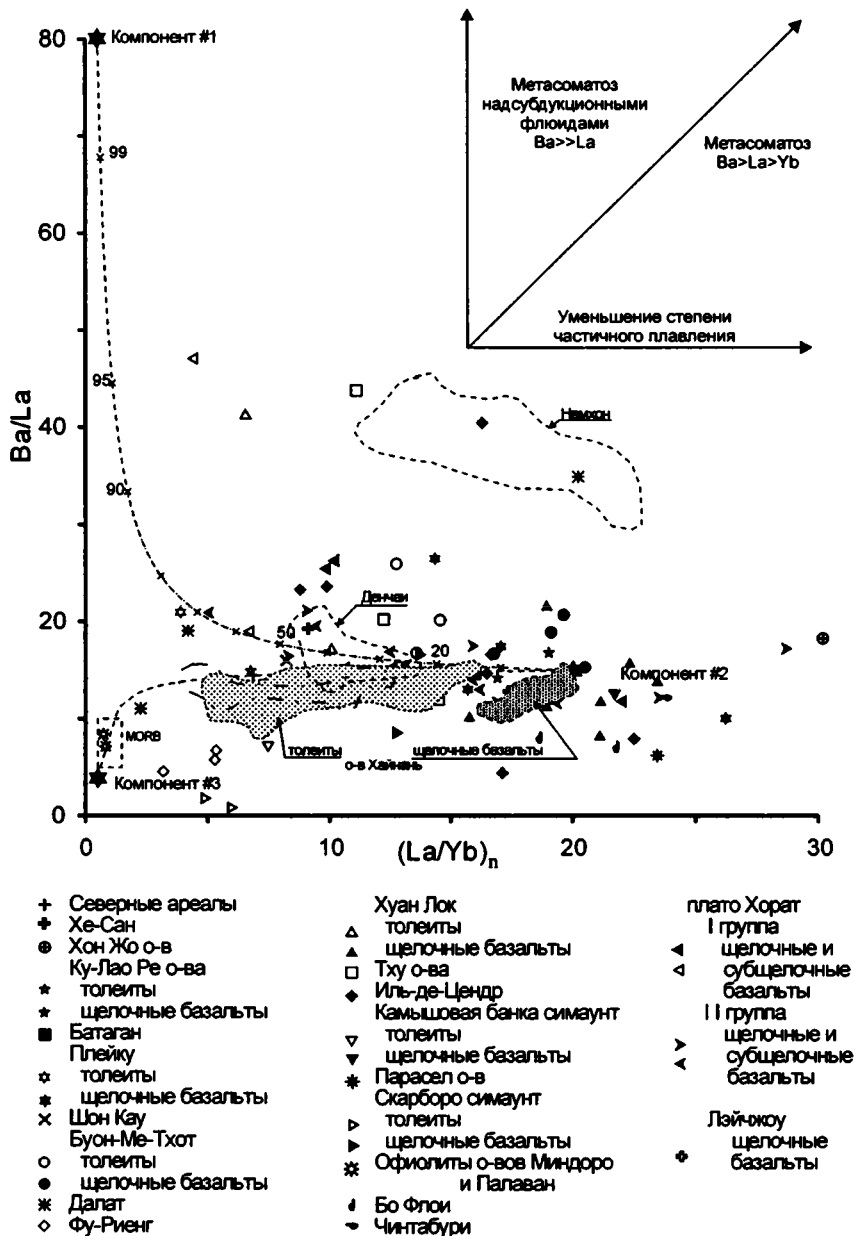 80
Компонент #1
99
60
95
40
90
20
0
Ba/La
Метасоматоз
надсубдукционными
флюидами
Ba>>La
Метасоматоз
Ba>La>Yb
Уменьшение степени
частичного плавления
Намхон
Денчаи
50
20
Компонент #2
MORB
Компонент #3
толеиты
щелочные базальты
о-в Хайнань
0
10
20
30
(La/Yb)n
Северные ареалы
Хе-Сан
Хон Жо о-в
Ку-Лао Ре о-ва
толеиты
щелочные базальты
Батаган
Плейку
толеиты
щелочные базальты
Шон Кау
Буон-Ме-Тхот
толеиты
щелочные базальты
Далат
Фу-Риенг
Хуан Лок
толеиты
щелочные базальты
Тху о-ва
Иль-де-Цендр
Камышовая банка симаунт
толеиты
щелочные базальты
Парасел о-в
Скарборо симаунт
толеиты
щелочные базальты
Офиолиты о-вов Миндоро
и Палаван
Бо Флои
Чинтабури
плато Хорат
I группа
щелочные и
субщелочные
базальты
II группа
щелочные и
субщелочные
базальты
Лэйчжоу
щелочные
базальты